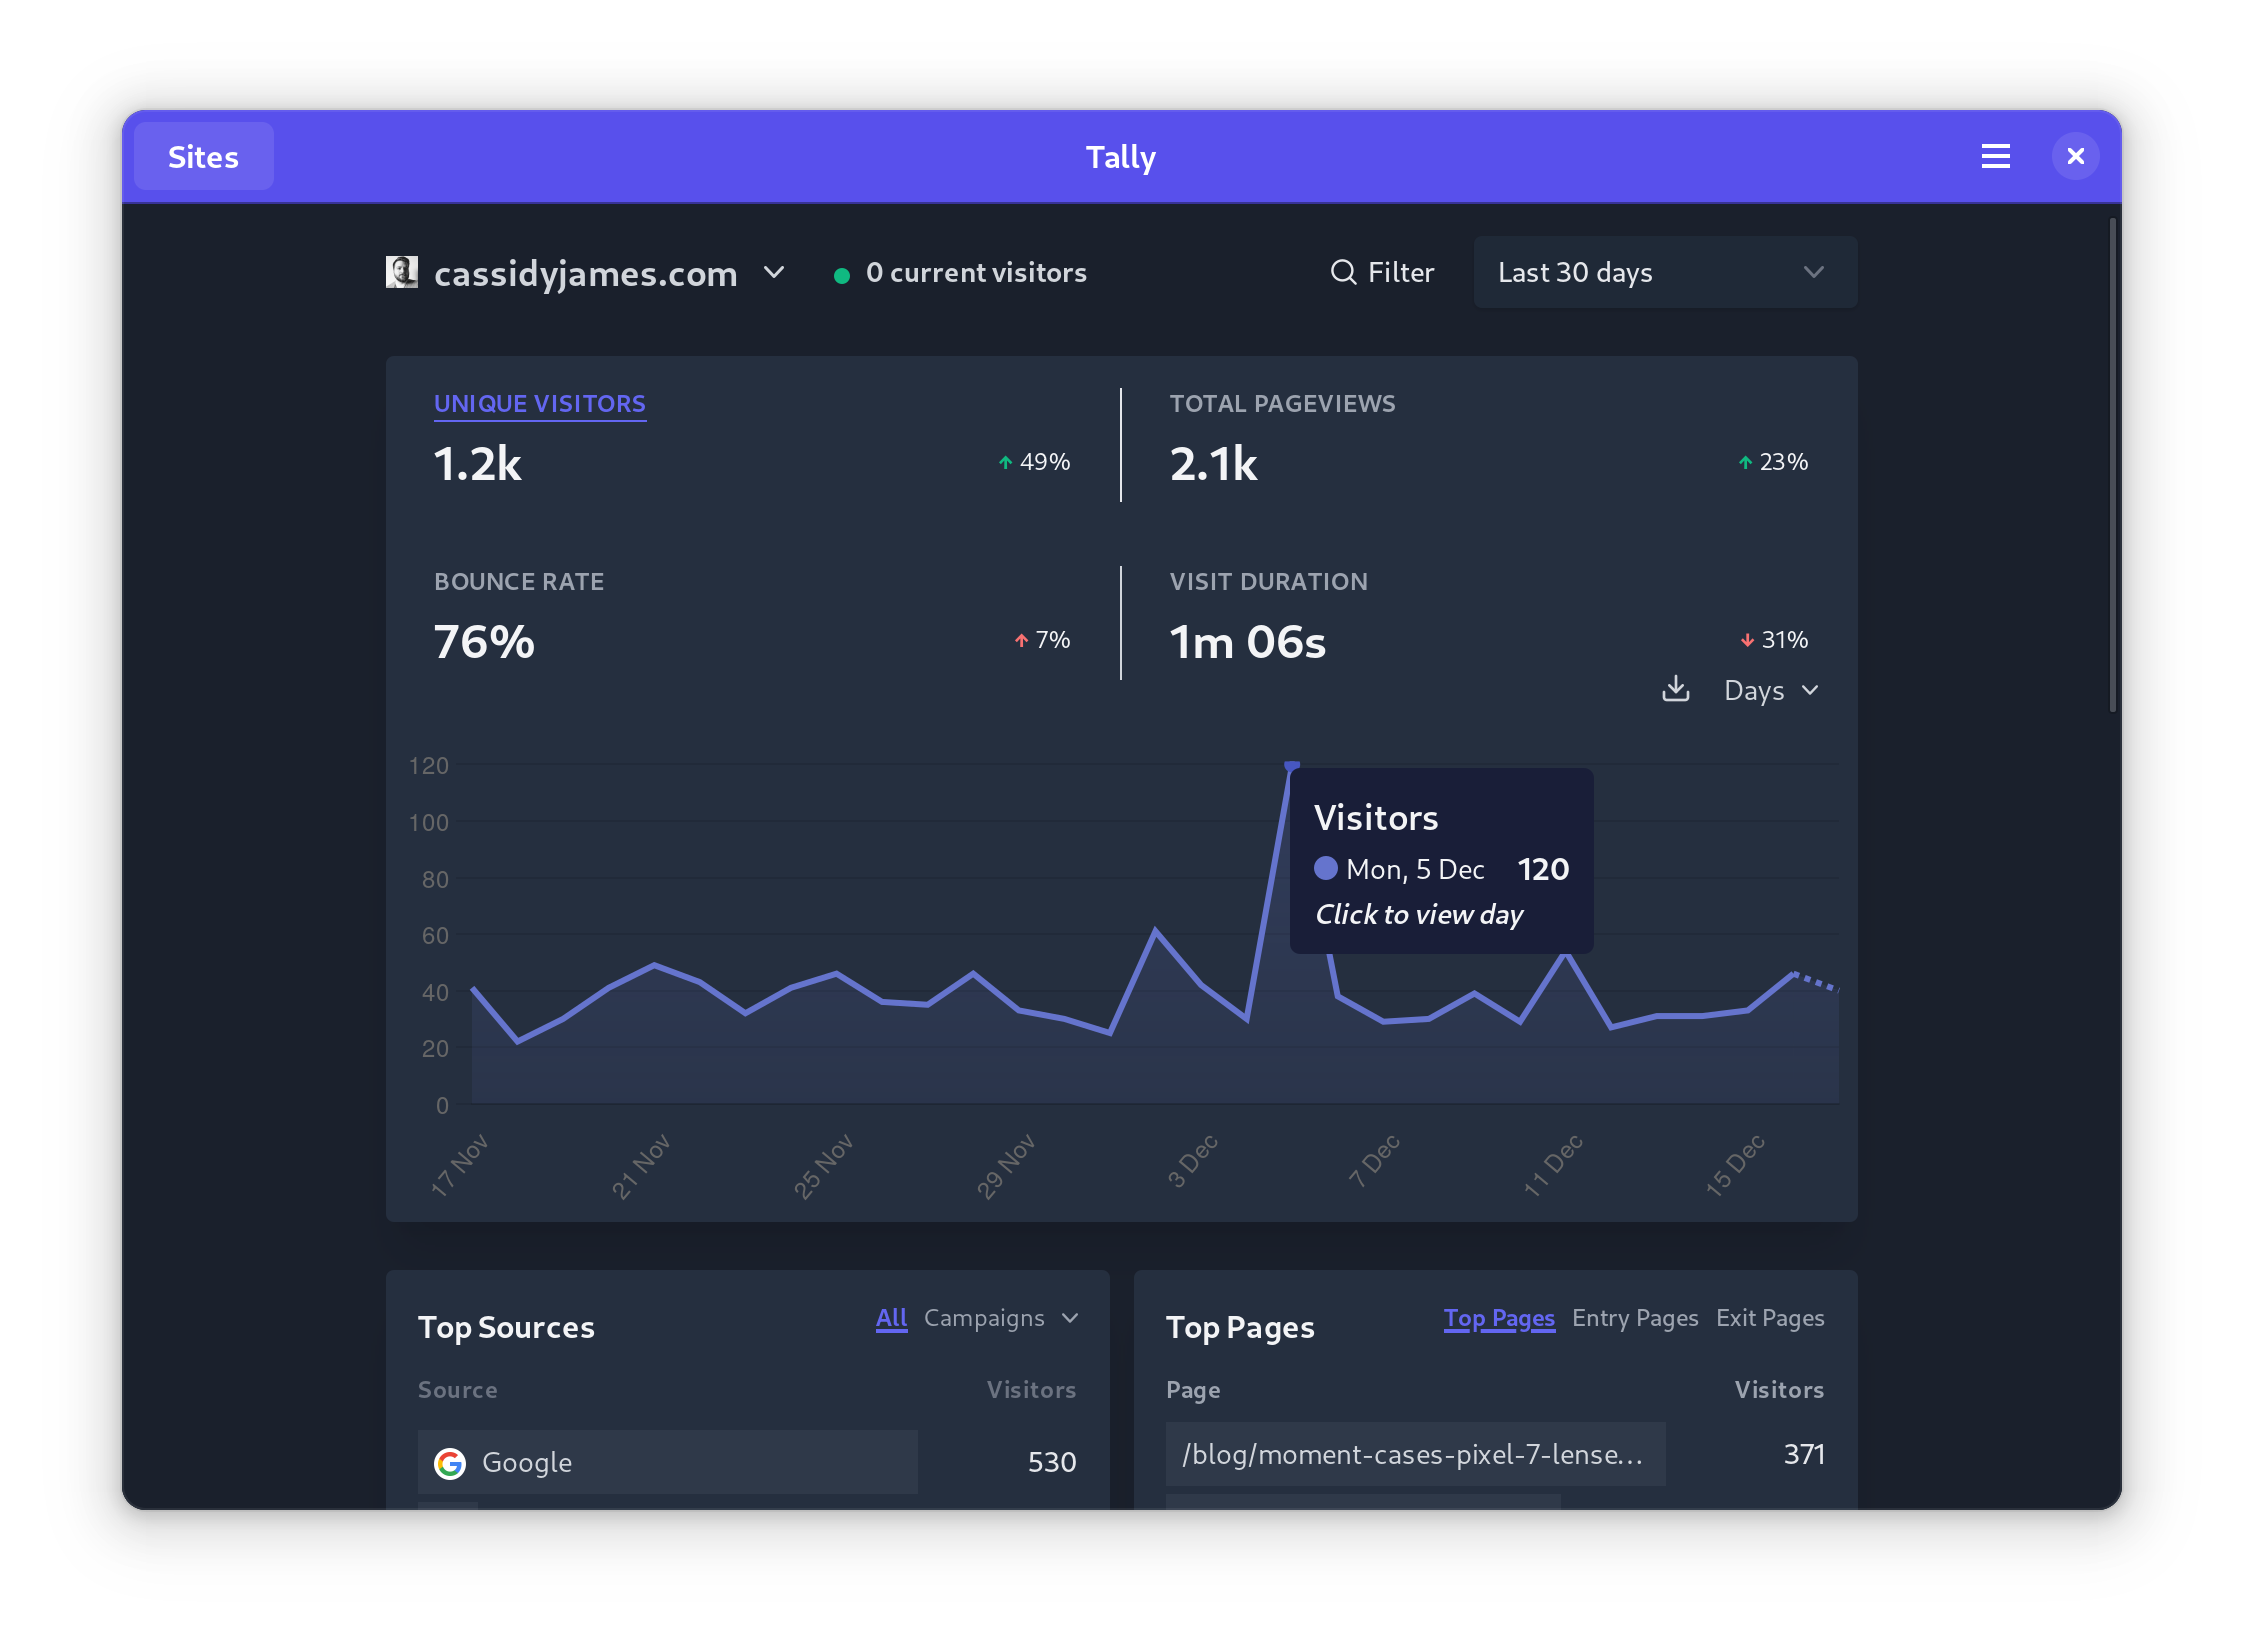 Sites
Tally
cassidyjames.com
0 current visitors
Filter
Last 30 days
UNIQUE VISITORS
1.2k
49%
TOTAL PAGEVIEWS
2.1k
23%
BOUNCE RATE
76%
7%
VISIT DURATION
1m 06s
31%
Days
120
100
80
60
40
20
0
Visitors
Mon, 5 Dec 120
Click to view day
17 Nov
21 Nov
25 Nov
29 Nov
3 Dec
7 Dec
11 Dec
15 Dec
Top Sources
All Campaigns
Source Visitors
Google 530
Top Pages
Top Pages Entry Pages Exit Pages
Page Visitors
/blog/moment-cases-pixel-7-lense... 371